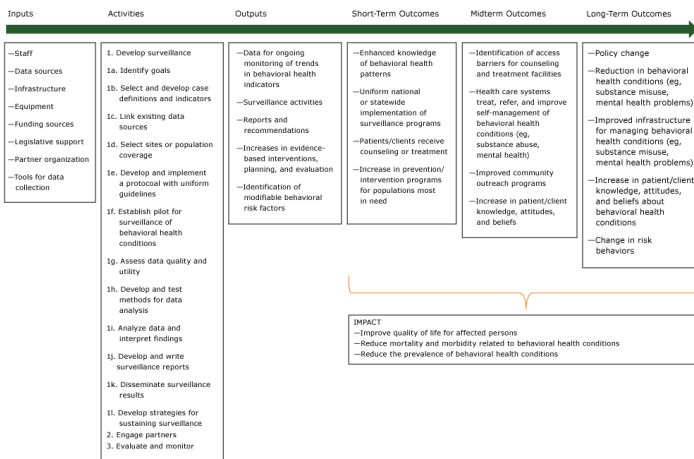 Inputs
Activities
Outputs
Short-Term Outcomes
Midterm Outcomes
Long-Term Outcomes
—Staff
—Data sources
—Infrastructure
—Equipment
—Funding sources
—Legislative support
—Partner organization
—Tools for data
collection
1. Develop surveillance
1a. Identify goals
1b. Select and develop case
definitions and indicators
1c. Link existing data
sources
1d. Select sites or population
coverage
1e. Develop and implement
a protocoal with uniform
guidelines
1f. Establish pilot for
surveillance of
behavioral health
conditions
1g. Assess data quality and
utility
1h. Develop and test
methods for data
analysis
1i. Analyze data and
interpret findings
1j. Develop and write
surveillance reports
1k. Disseminate surveillance
results
1l. Develop strategies for
sustaining surveillance
2. Engage partners
3. Evaluate and monitor
—Data for ongoing
monitoring of trends
in behavioral health
indicators
—Surveillance activities
—Reports and
recommendations
—Increases in evidence-
based interventions,
planning, and evaluation
—Identification of
modifiable behavioral
risk factors
—Enhanced knowledge
of behavioral health
patterns
—Uniform national
or statewide
implementation of
surveillance programs
—Patients/clients receive
counseling or treatment
—Increase in prevention/
intervention programs
for populations most
in need
—Identification of access
barriers for counseling
and treatment facilities
—Health care systems
treat, refer, and improve
self-management of
behavioral health
conditions (eg,
substance abuse,
mental health)
—Improved community
outreach programs
—Increase in patient/client
knowledge, attitudes,
and beliefs
—Policy change
—Reduction in behavioral
health conditions (eg,
substance misuse,
mental health problems)
—Improved infrastructure
for managing behavioral
health conditions (eg,
substance misuse,
mental health problems)
—Increase in patient/client
knowledge, attitudes,
and beliefs about
behavioral health
conditions
—Change in risk
behaviors
IMPACT
—Improve quality of life for affected persons
—Reduce mortality and morbidity related to behavioral health conditions
—Reduce the prevalence of behavioral health conditions